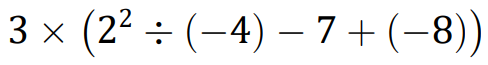 3 × (2² ÷ (−4) − 7 + (−8))